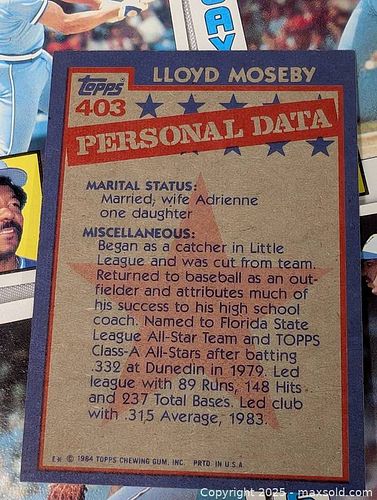 topps
LLOYD MOSEBY
403
PERSONAL DATA
MARITAL STATUS:
Married, wife Adrienne
one daughter
MISCELLANEOUS:
Began as a catcher in Little
League and was cut from team.
Returned to baseball as an out-
fielder and attributes much of
his success to his high school
coach. Named to Florida State
League All-Star Team and TOPPS
Class-A All-Stars after batting
.332 at Dunedin in 1979. Led
league with 89 Runs, 148 Hits
and 237 Total Bases. Led club
with .315 Average, 1983.
© 1984 TOPPS CHEWING GUM, INC. PRTD. IN U.S.A.
Copyright 2025 - maxsold.com